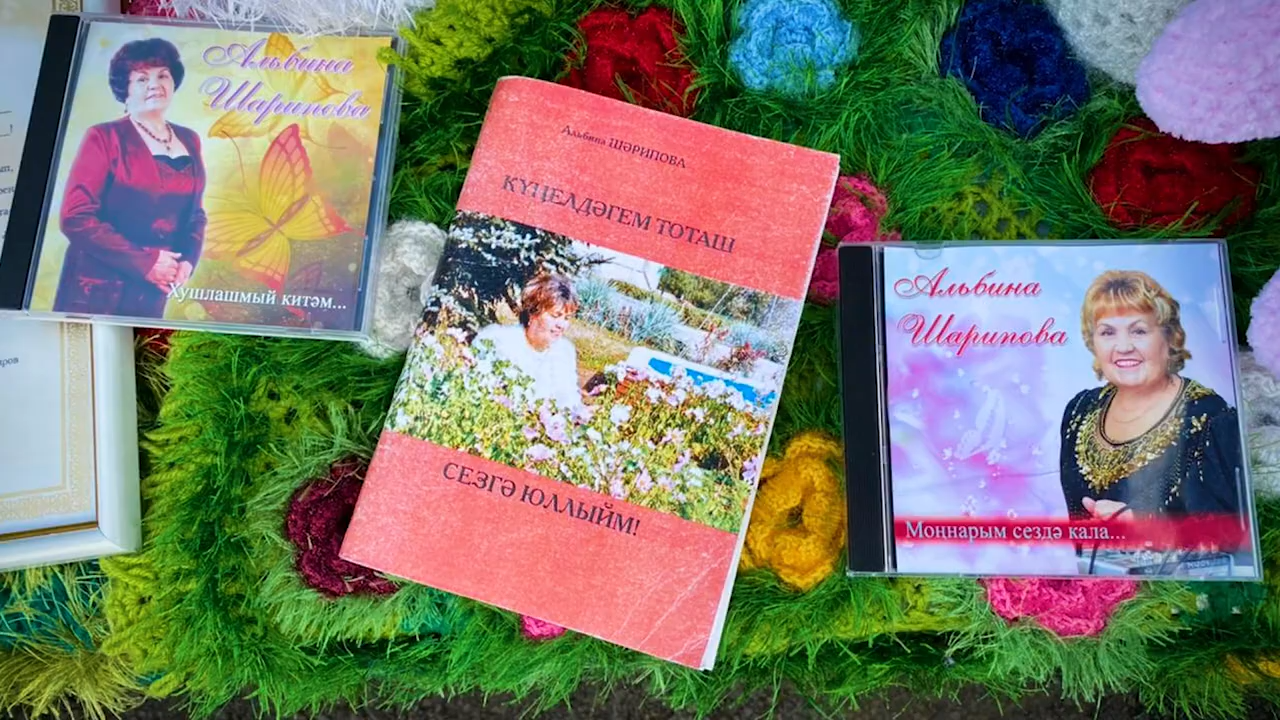 Альбина
Шарипова
Хушлашмый китәм...
Альбина ШӘРИПОВА
КҮҢЕЛДӘГЕМ ТОТАШ
СЕЗГӘ ЮЛЛЫЙМ!
Альбина
Шарипова
Моңнарым сездә кала...